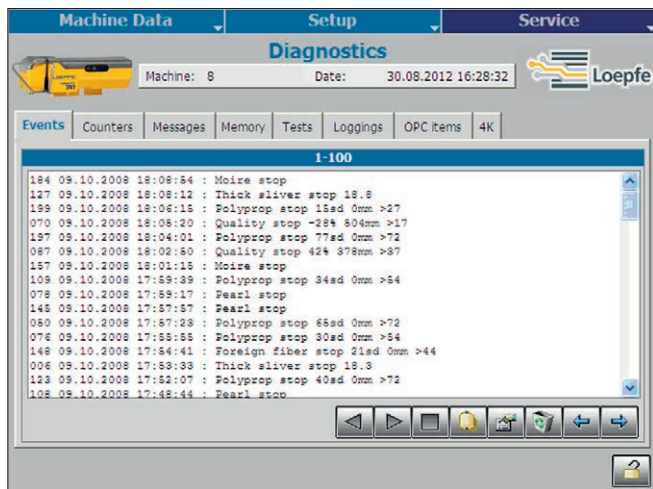 Machine Data Setup Service
Diagnostics
Machine: 8 Date: 30.08.2012 16:28:32
Loepfe
LOEPFE
Events Counters Messages Memory Tests Loggings OPC items 4K
1-100
184 09.10.2008 18:08:54 : Moire stop
127 09.10.2008 18:08:12 : Thick sliver stop 18.8
199 09.10.2008 18:06:15 : Polyprop stop 15sd 0mm >27
070 09.10.2008 18:05:20 : Quality stop -28% 504mm >17
197 09.10.2008 18:04:01 : Polyprop stop 77sd 0mm >72
087 09.10.2008 18:02:50 : Quality stop 42% 378mm >37
157 09.10.2008 18:01:15 : Moire stop
109 09.10.2008 17:59:39 : Polyprop stop 34sd 0mm >54
078 09.10.2008 17:59:17 : Pearl stop
145 09.10.2008 17:57:57 : Pearl stop
050 09.10.2008 17:57:23 : Polyprop stop 65sd 0mm >72
076 09.10.2008 17:55:55 : Polyprop stop 30sd 0mm >54
148 09.10.2008 17:54:41 : Foreign fiber stop 21sd 0mm >44
006 09.10.2008 17:53:33 : Thick sliver stop 18.3
123 09.10.2008 17:52:07 : Polyprop stop 40sd 0mm >72
108 09.10.2008 17:48:44 : Pearl stop